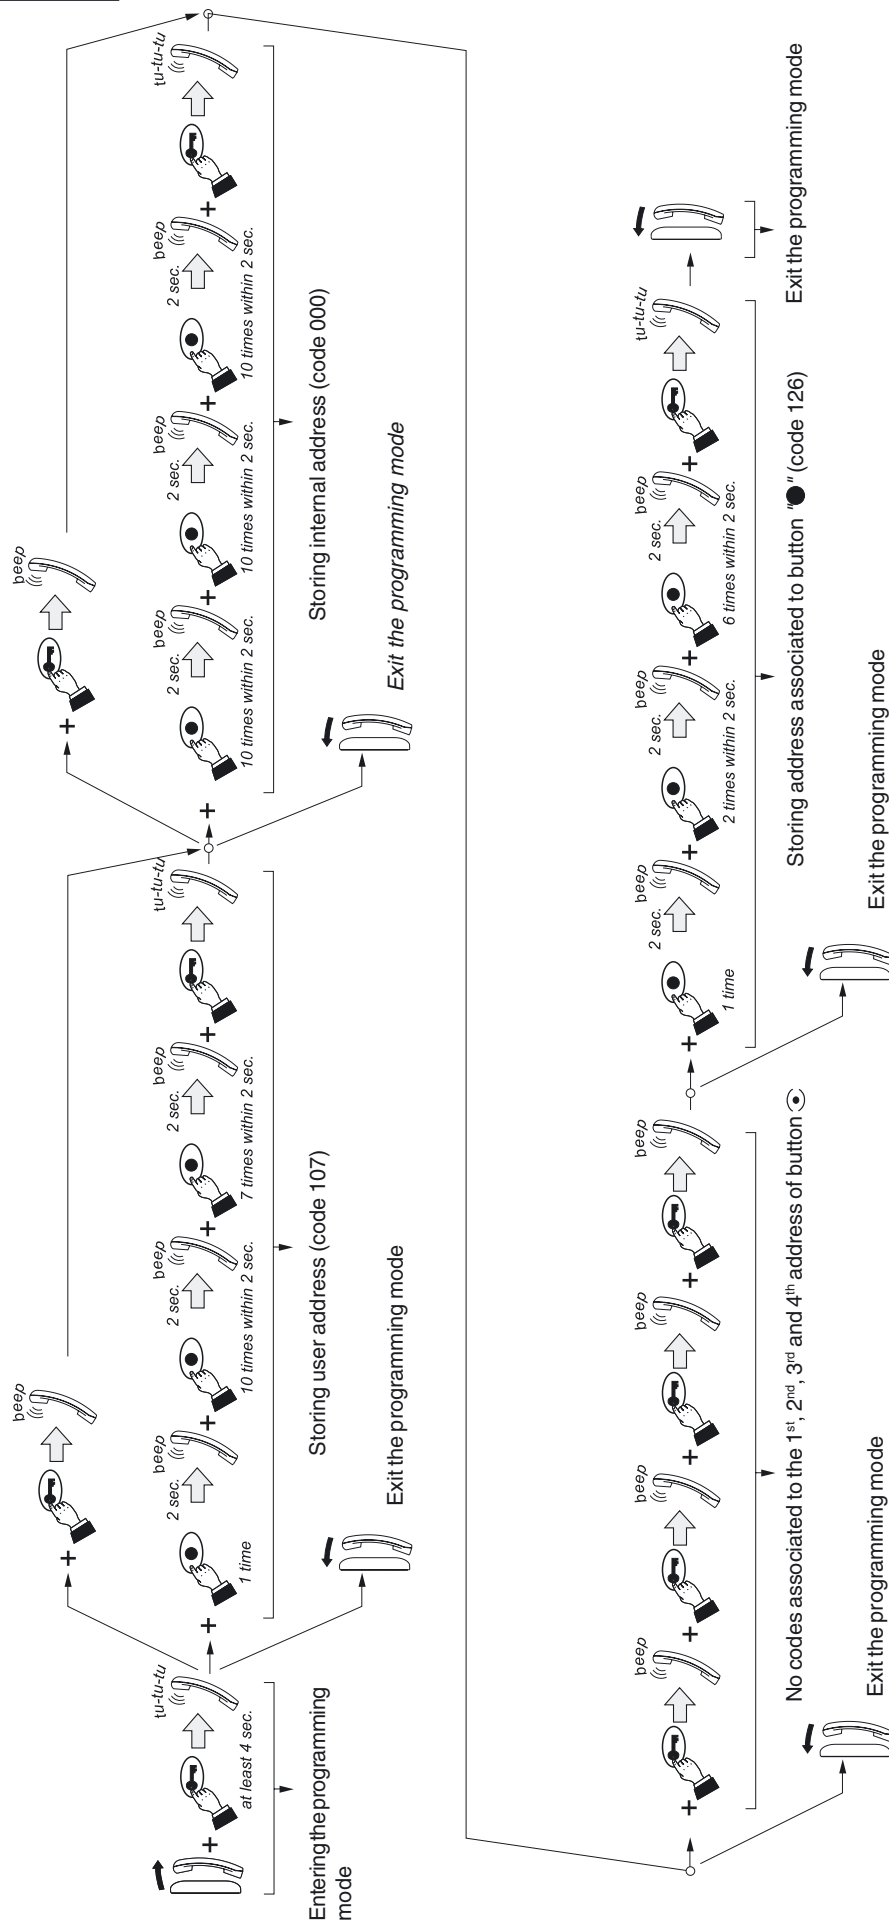 tu-tu-tu
at least 4 sec.
Entering the programming
mode
beep
2 sec.
beep
2 sec.
beep
2 sec.
beep
tu-tu-tu
1 time
10 times within 2 sec.
7 times within 2 sec.
Storing user address (code 107)
Exit the programming mode
beep
2 sec.
beep
2 sec.
beep
2 sec.
beep
tu-tu-tu
10 times within 2 sec.
10 times within 2 sec.
10 times within 2 sec.
Storing internal address (code 000)
Exit the programming mode
beep
beep
beep
beep
No codes associated to the 1st, 2nd, 3rd and 4th address of button
Exit the programming mode
2 sec.
beep
2 sec.
beep
2 sec.
beep
tu-tu-tu
1 time
2 times within 2 sec.
6 times within 2 sec.
Storing address associated to button "●" (code 126)
Exit the programming mode
Exit the programming mode